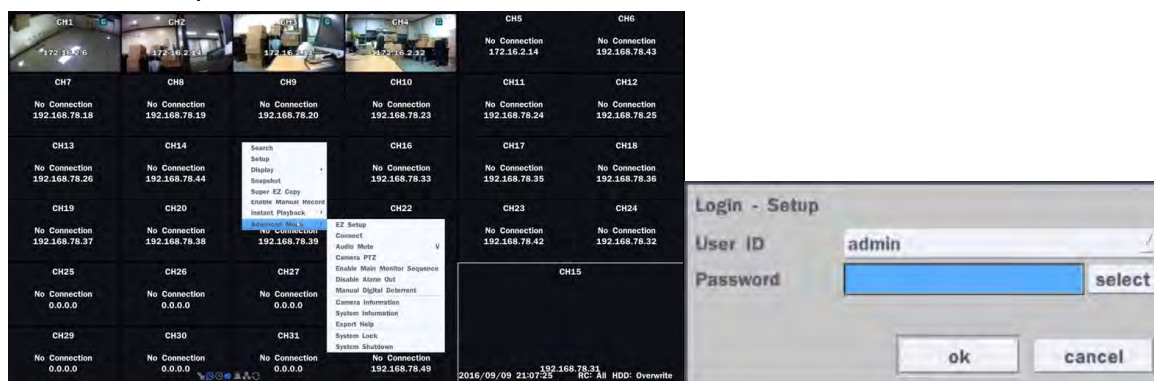 CH1
172.16.2.6
CH2
172.16.2.14
CH3
CH4
172.16.2.12
CH5
No Connection
172.16.2.14
CH6
No Connection
192.168.78.43
CH7
No Connection
192.168.78.18
CH8
No Connection
192.168.78.19
CH9
No Connection
192.168.78.20
CH10
No Connection
192.168.78.23
CH11
No Connection
192.168.78.24
CH12
No Connection
192.168.78.25
CH13
No Connection
192.168.78.26
CH14
No Connection
192.168.78.44
CH16
No Connection
192.168.78.33
CH17
No Connection
192.168.78.35
CH18
No Connection
192.168.78.36
CH19
No Connection
192.168.78.37
CH20
No Connection
192.168.78.38
No Connection
192.168.78.39
CH22
CH23
No Connection
192.168.78.42
CH24
No Connection
192.168.78.32
CH25
No Connection
0.0.0.0
CH26
No Connection
0.0.0.0
CH27
No Connection
0.0.0.0
CH15
192.168.78.31
CH29
No Connection
0.0.0.0
CH30
No Connection
0.0.0.0
CH31
No Connection
0.0.0.0
No Connection
192.168.78.49
2016/09/09 21:07:25 RC: All HDD: Overwrite
Search
Setup
Display
Snapshot
Super EZ Copy
Enable Manual Record
Instant Playback
Advanced Menu
EZ Setup
Connect
Audio Mute V
Camera PTZ
Enable Main Monitor Sequence
Disable Alarm Out
Manual Digital Deterrent
Camera Information
System Information
Export Help
System Lock
System Shutdown
Login - Setup
User ID admin
Password select
ok cancel